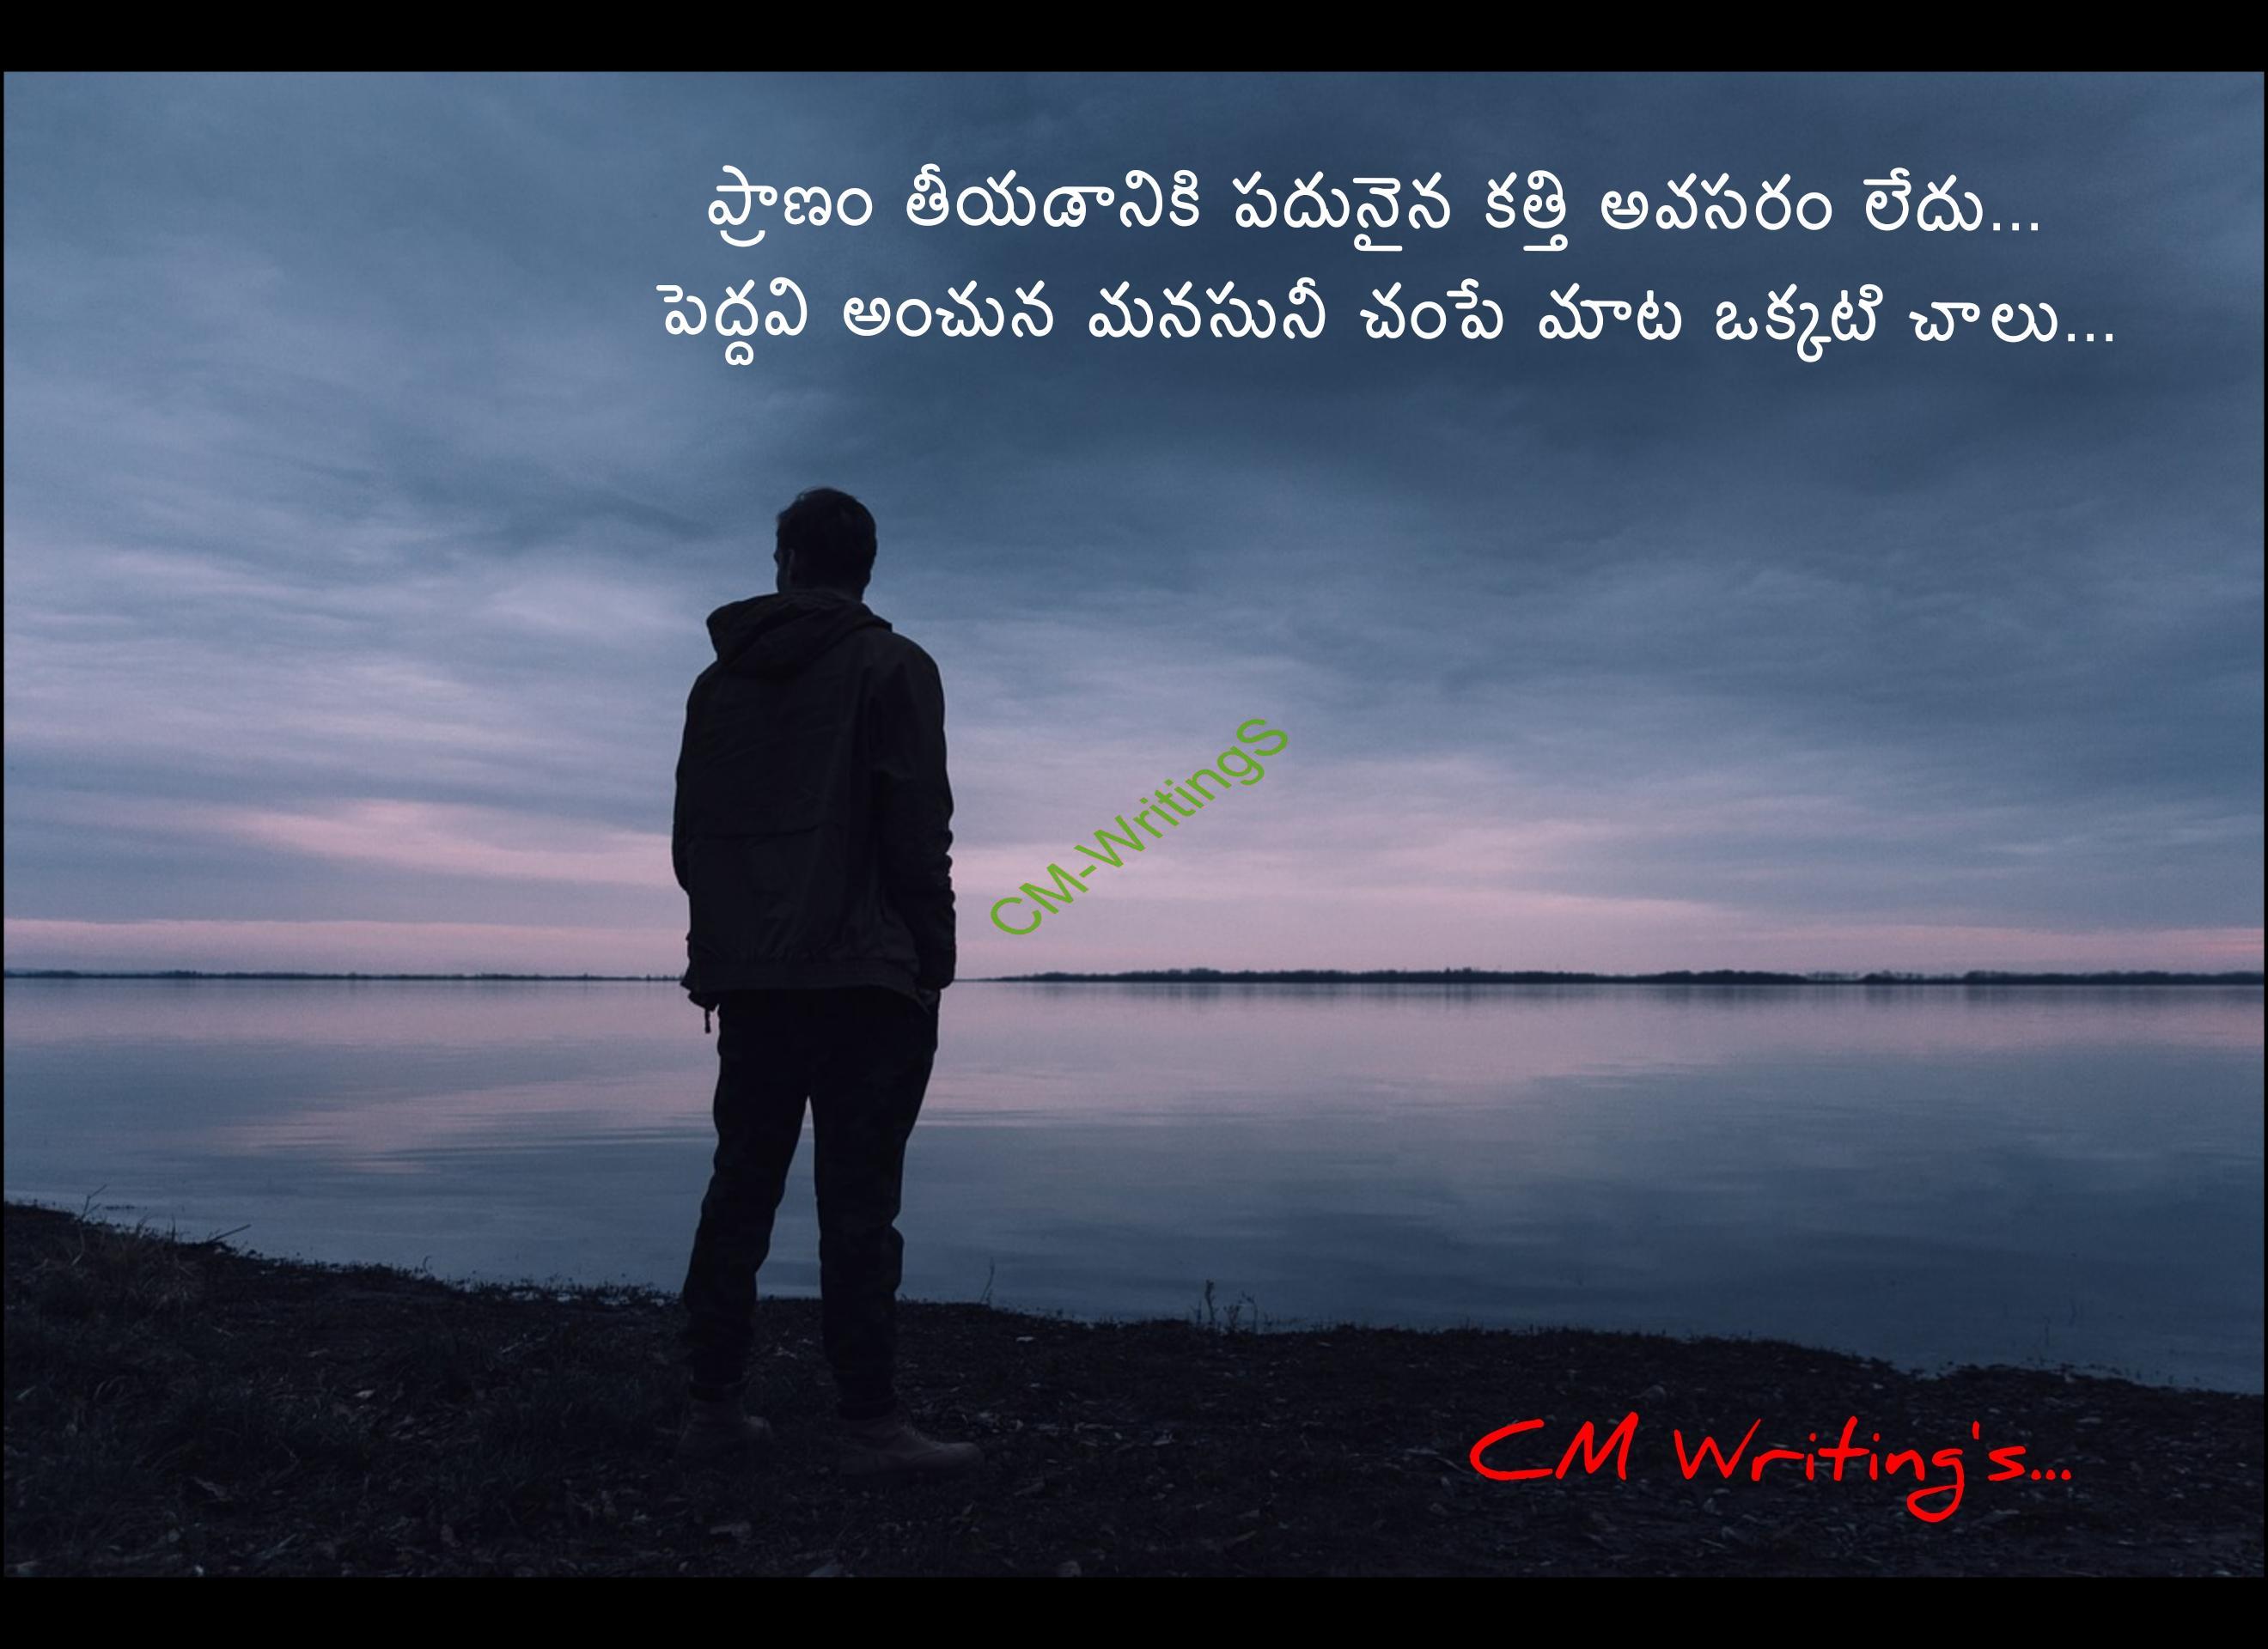 ప్రాణం తీయడానికి పదునైన కత్తి అవసరం లేదు...
పెద్దవి అంచున మనసునీ చంపే మాట ఒక్కటి చాలు...
CM-WritingS
CM Writing's...